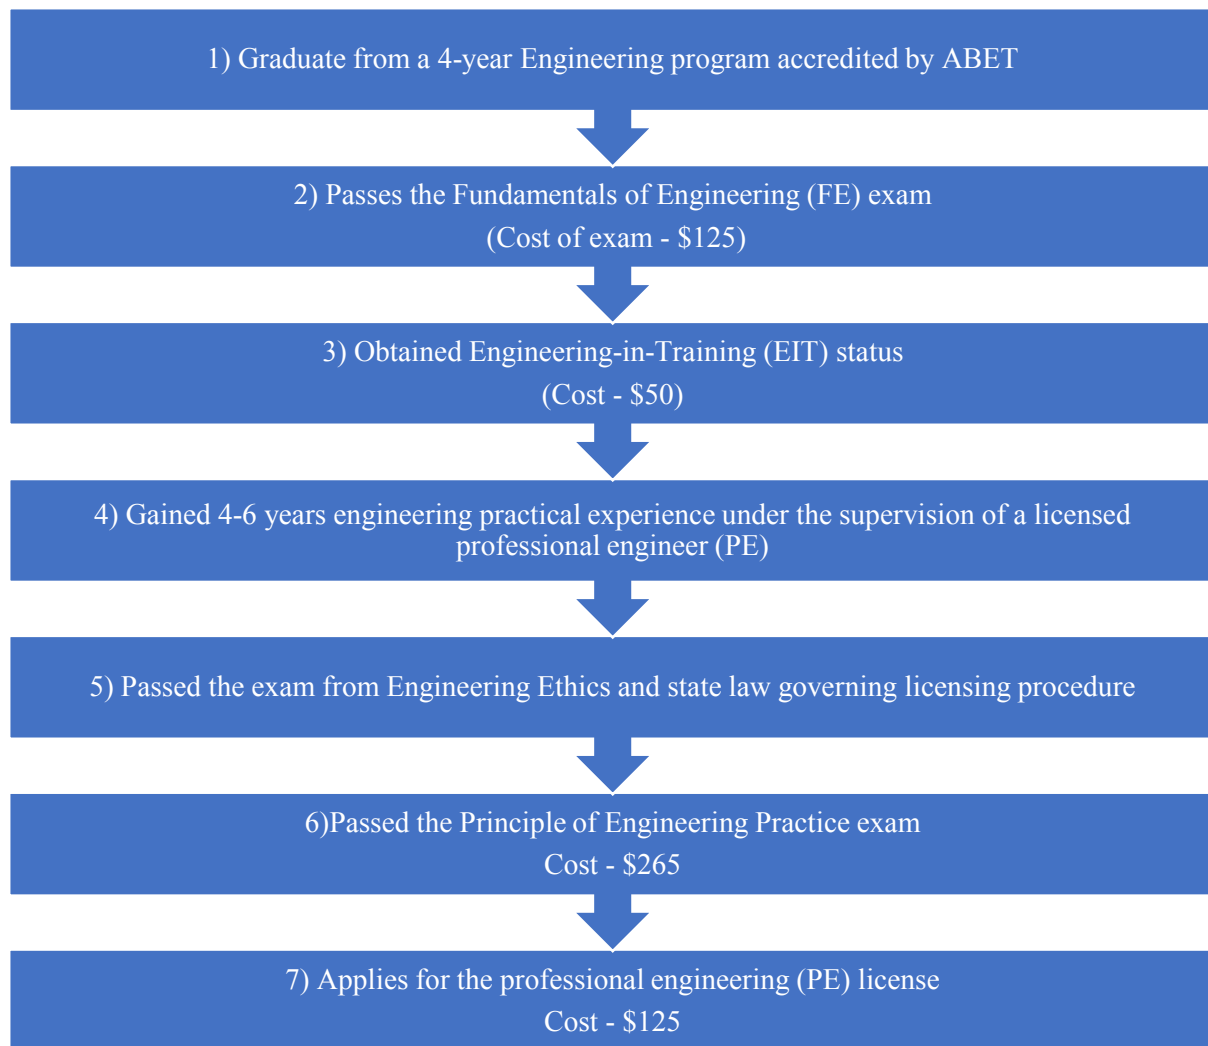 1) Graduate from a 4-year Engineering program accredited by ABET
2) Passes the Fundamentals of Engineering (FE) exam
(Cost of exam - $125)
3) Obtained Engineering-in-Training (EIT) status
(Cost - $50)
4) Gained 4-6 years engineering practical experience under the supervision of a licensed
professional engineer (PE)
5) Passed the exam from Engineering Ethics and state law governing licensing procedure
6)Passed the Principle of Engineering Practice exam
Cost - $265
7) Applies for the professional engineering (PE) license
Cost - $125